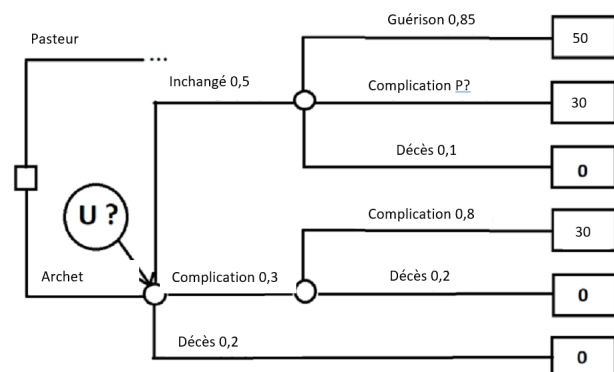 Pasteur
...
Guérison 0,85
50
Inchangé 0,5
Complication P?
30
Décès 0,1
0
U ?
Complication 0,8
30
Archet
Complication 0,3
Décès 0,2
0
Décès 0,2
0